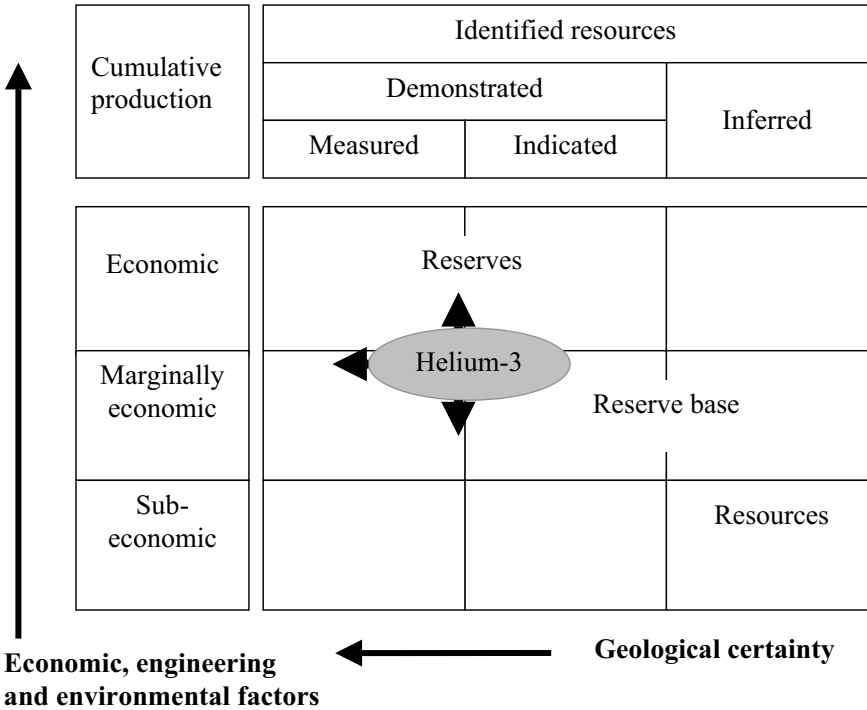 Cumulative
production
Identified resources
Demonstrated
Inferred
Measured
Indicated
Economic
Reserves
Helium-3
Marginally
economic
Reserve base
Sub-
economic
Resources
Economic, engineering
and environmental factors
Geological certainty